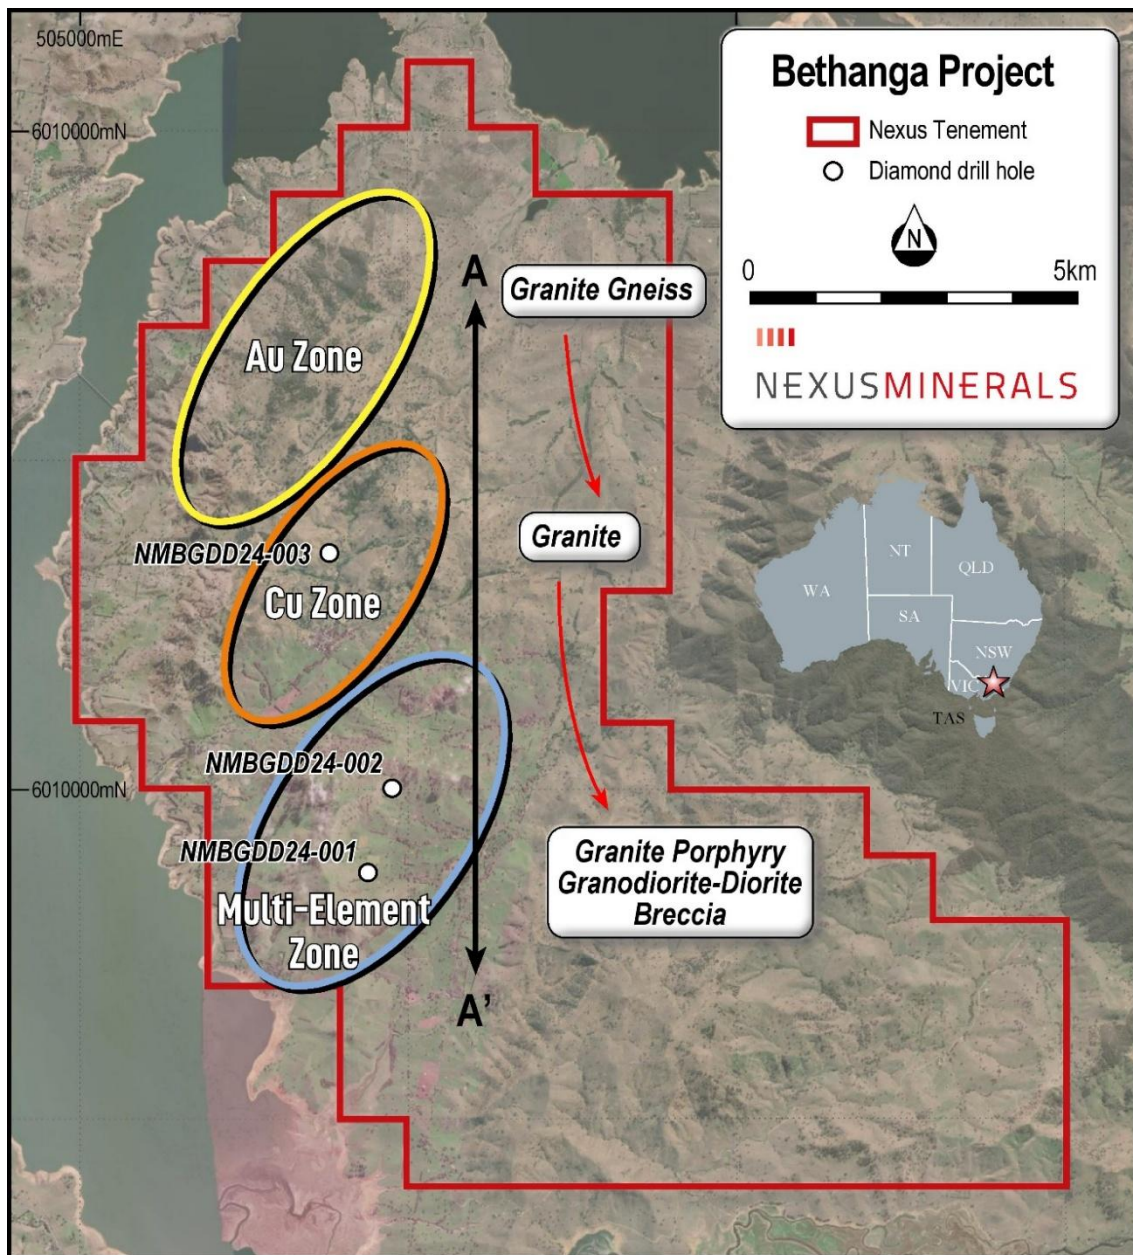 505000mE
6010000mN
Bethanga Project
Nexus Tenement
Diamond drill hole
N
0 5km
NEXUSMINERALS
A
Granite Gneiss
Au Zone
Granite
NMBGDD24-003
Cu Zone
NT
QLD
WA
SA
NSW
VIC
TAS
NMBGDD24-002
6010000mN
NMBGDD24-001
Granite Porphyry
Granodiorite-Diorite
Breccia
Multi-Element
Zone
A'